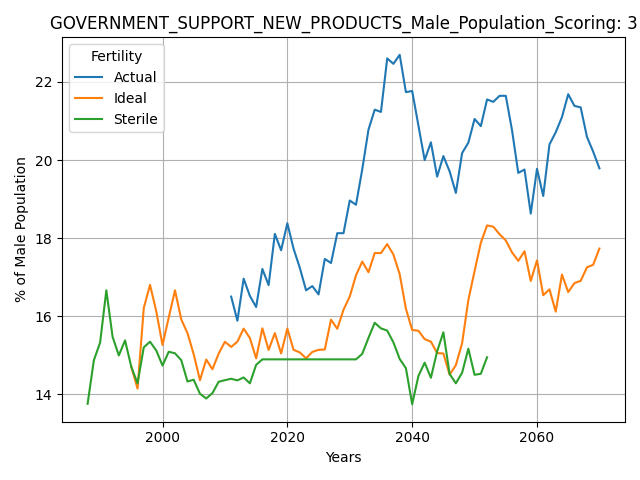 GOVERNMENT_SUPPORT_NEW_PRODUCTS_Male_Population_Scoring: 3
Fertility
Actual
Ideal
Sterile
% of Male Population
22
20
18
16
14
2000 2020 2040 2060
Years